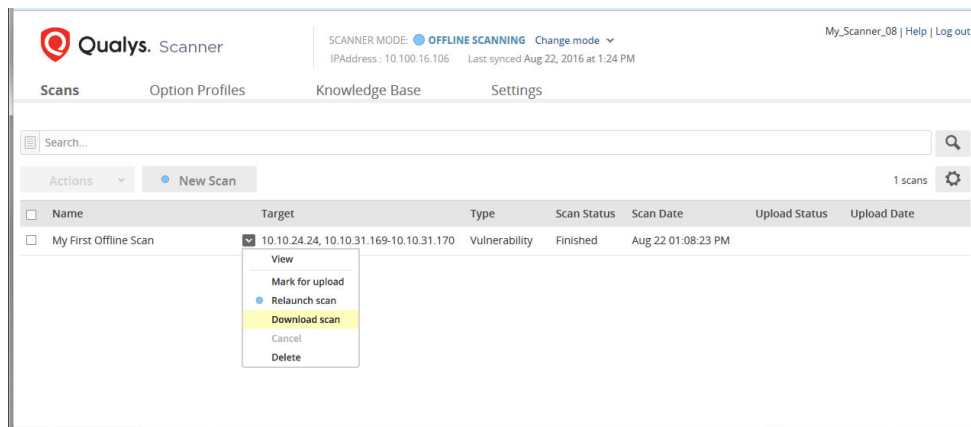 Qualys. Scanner
SCANNER MODE: OFFLINE SCANNING Change mode
IPAddress : 10.100.16.106 Last synced Aug 22, 2016 at 1:24 PM
My_Scanner_08 | Help | Log out
Scans Option Profiles Knowledge Base Settings
Search...
Actions New Scan 1 scans
Name Target Type Scan Status Scan Date Upload Status Upload Date
My First Offline Scan 10.10.24.24, 10.10.31.169-10.10.31.170 Vulnerability Finished Aug 22 01:08:23 PM
View
Mark for upload
Relaunch scan
Download scan
Cancel
Delete